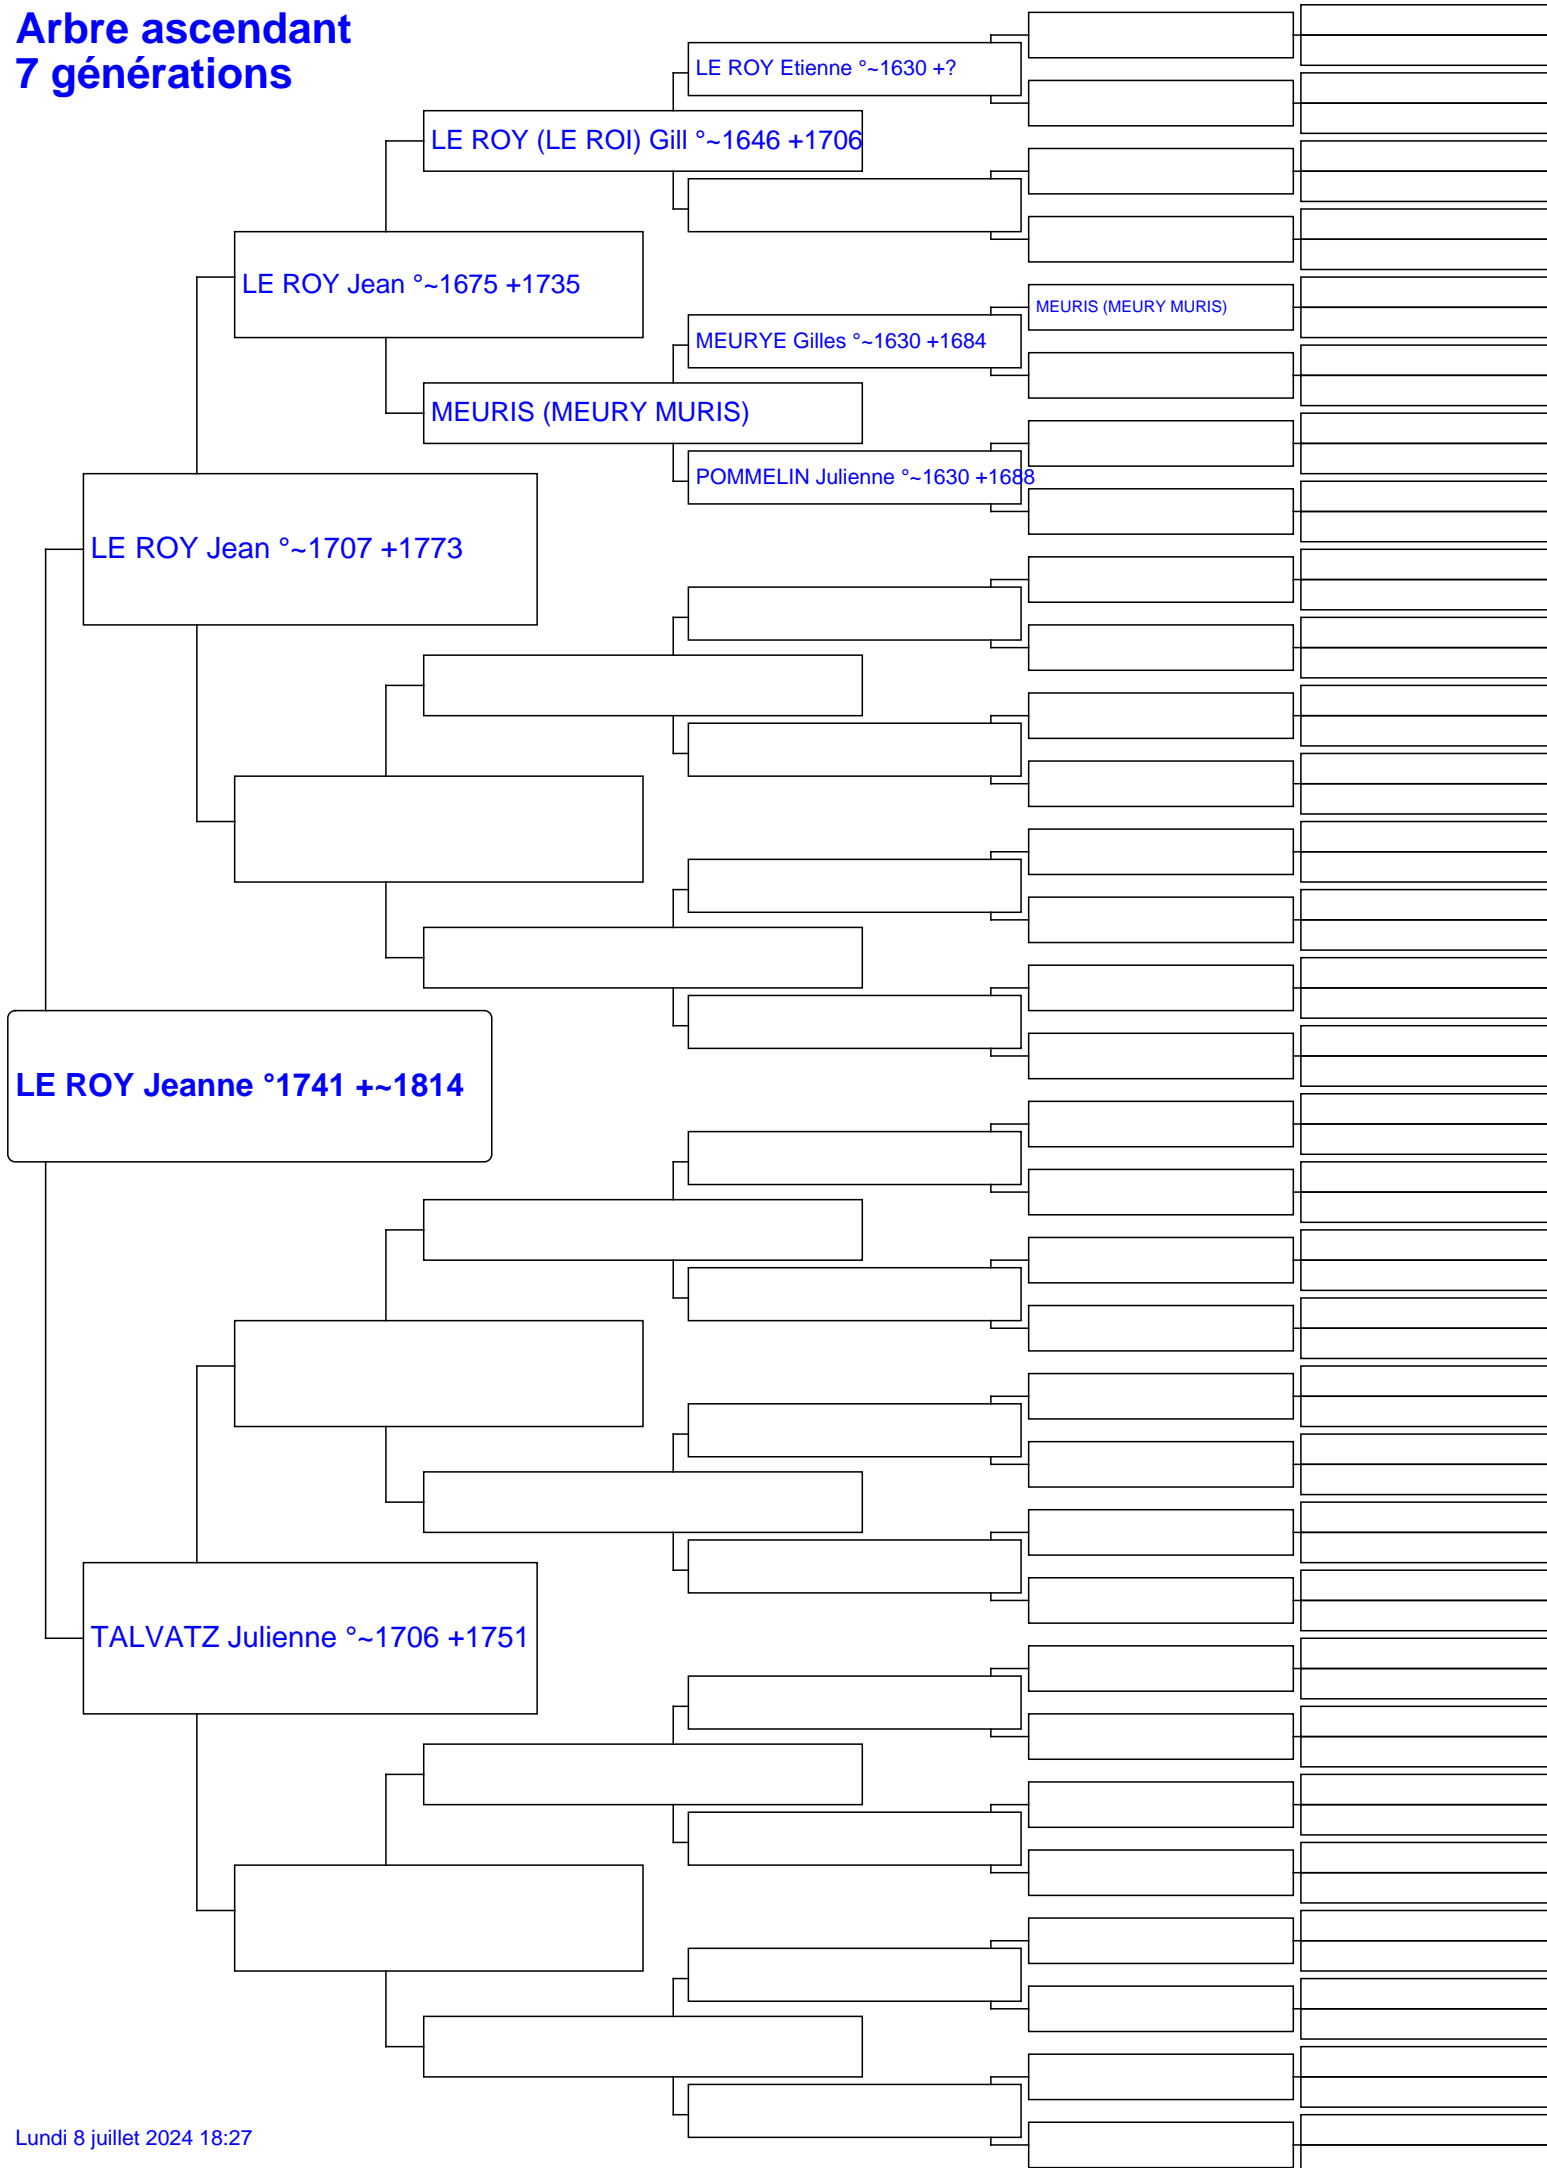 Arbre ascendant
7 générations
LE ROY Etienne °~1630 +?
LE ROY (LE ROI) Gill °~1646 +1706
LE ROY Jean °~1675 +1735
MEURIS (MEURY MURIS)
MEURYE Gilles °~1630 +1684
MEURIS (MEURY MURIS)
POMMELIN Julienne °~1630 +1688
LE ROY Jean °~1707 +1773
LE ROY Jeanne °1741 +~1814
TALVATZ Julienne °~1706 +1751
Lundi 8 juillet 2024 18:27